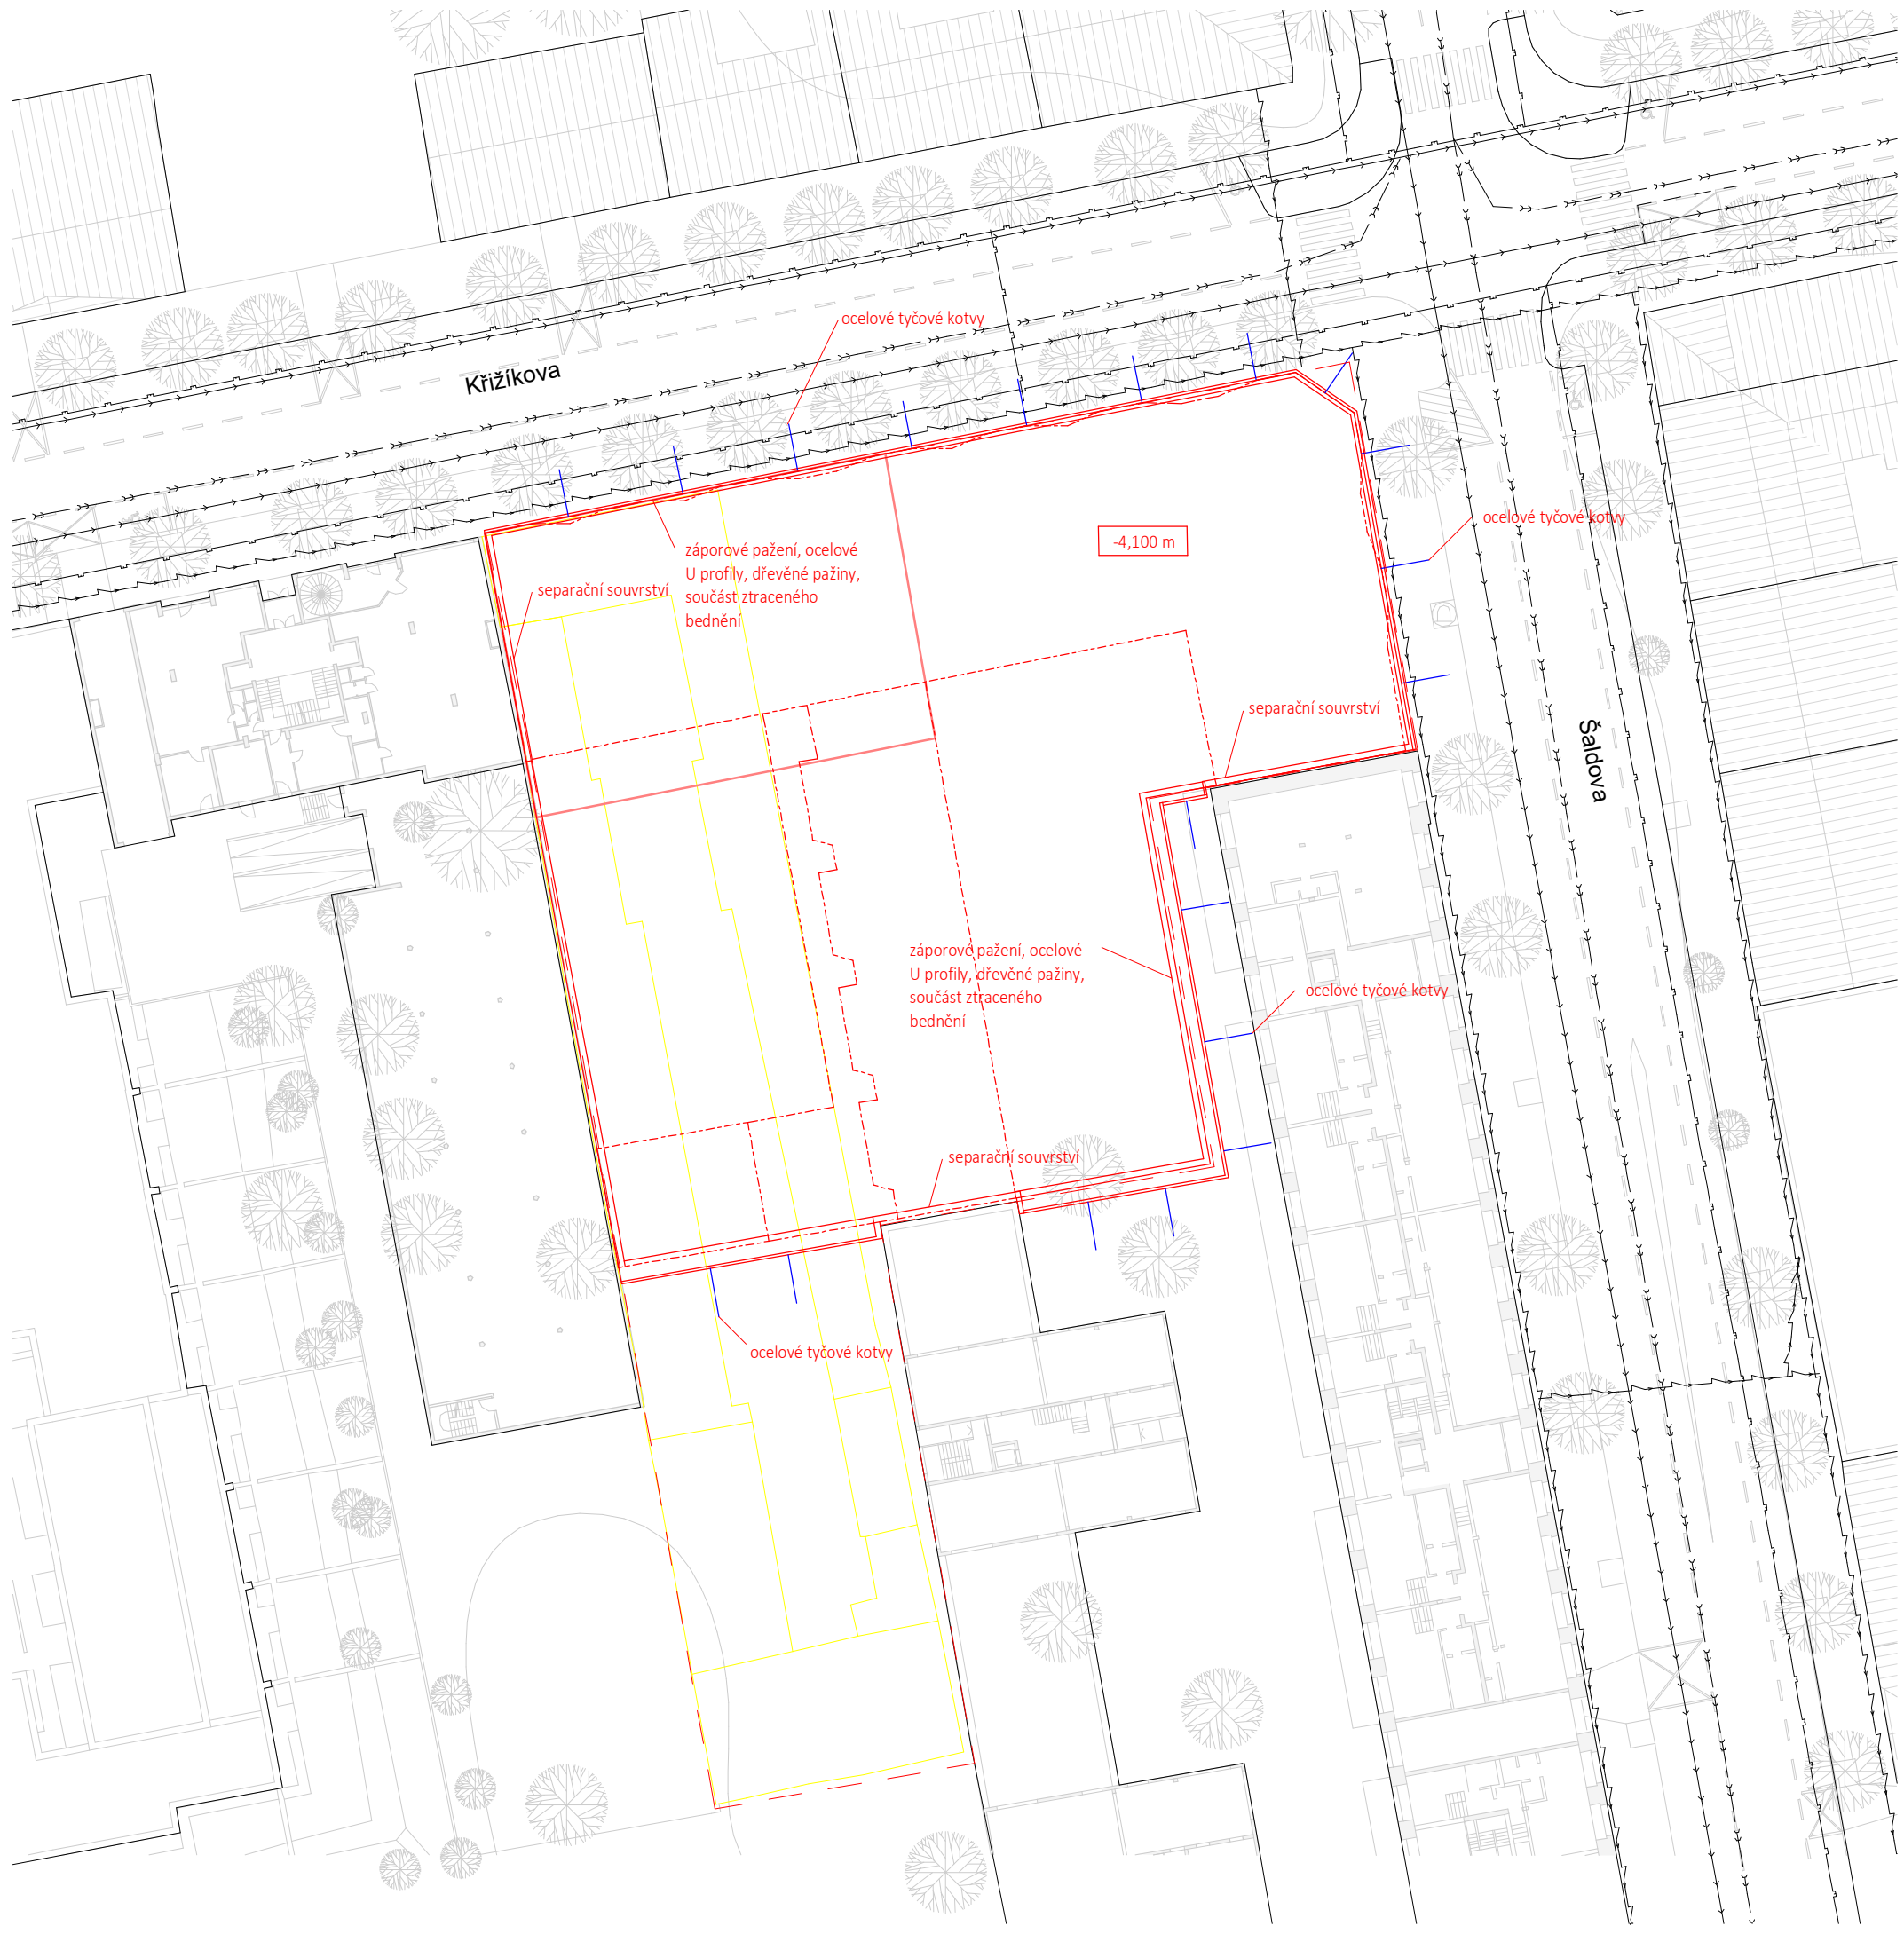 ocelové tyčové kotvy
Křižíkova
ocelové tyčové kotvy
-4,100 m
záporové pažení, ocelové
U profily, dřevěné pažiny,
součást ztraceného
bednění
separační souvrství
separační souvrství
Šaldova
záporové pažení, ocelové
U profily, dřevěné pažiny,
součást ztraceného
bednění
ocelové tyčové kotvy
separační souvrství
ocelové tyčové kotvy